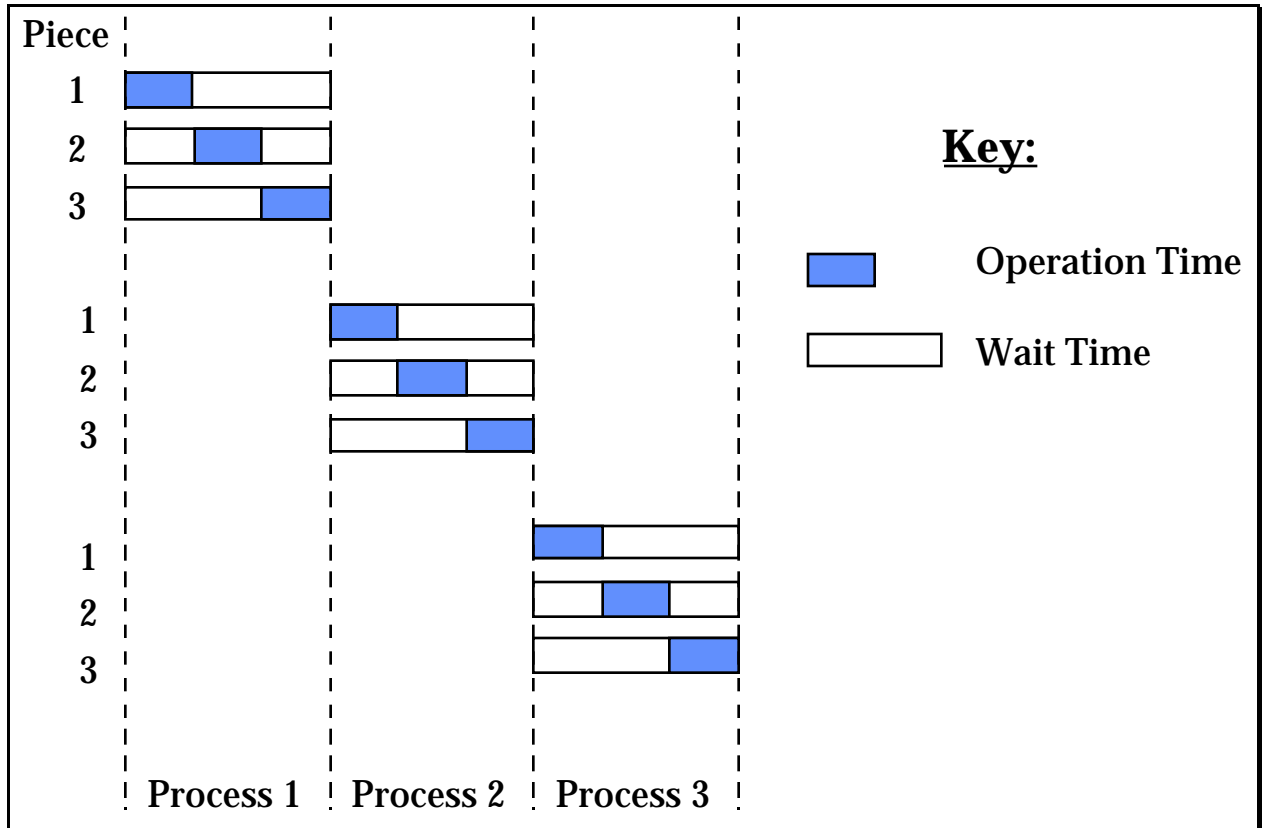 Piece
1
2
3
Key:
Operation Time
Wait Time
1
2
3
1
2
3
Process 1
Process 2
Process 3